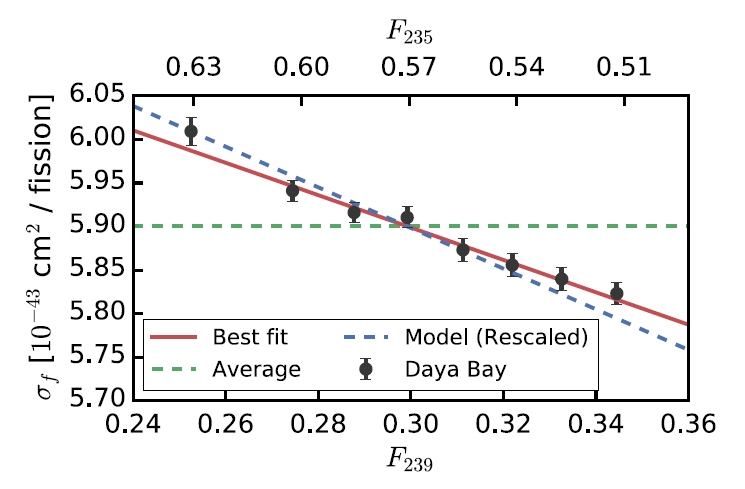 F235
0.63 0.60 0.57 0.54 0.51
σf [10−43 cm2 / fission]
6.05
6.00
5.95
5.90
5.85
5.80
5.75
5.70
Best fit
Average
Model (Rescaled)
Daya Bay
0.24 0.26 0.28 0.30 0.32 0.34 0.36
F239